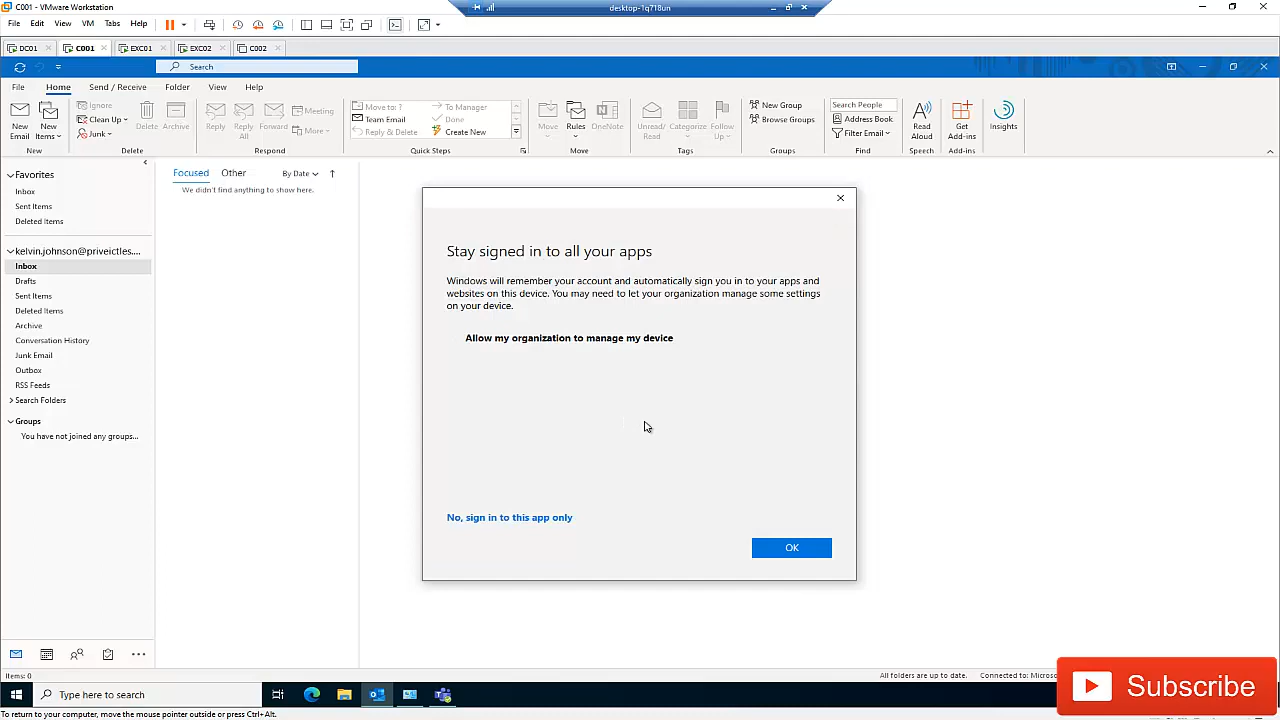 C001 - VMware Workstation
desktop-1q718un
File Edit View VM Tabs Help
DC01 C001 EXC01 EXC02 C002
Search
File Home Send / Receive Folder View Help
New Email
New Items
New
Ignore
Clean Up
Junk
Delete
Archive
Delete
Reply
Reply All
Forward
Meeting
More
Respond
Move to: ?
Team Email
Reply & Delete
To Manager
Done
Create New
Quick Steps
Move
Rules
OneNote
Move
Unread/ Read
Categorize
Follow Up
Tags
New Group
Browse Groups
Groups
Search People
Address Book
Filter Email
Find
Read Aloud
Speech
Get Add-ins
Add-ins
Insights
Favorites
Inbox
Sent Items
Deleted Items
kelvin.johnson@priveictles....
Inbox
Drafts
Sent Items
Deleted Items
Archive
Conversation History
Junk Email
Outbox
RSS Feeds
Search Folders
Groups
You have not joined any groups...
Focused Other By Date
We didn't find anything to show here.
Stay signed in to all your apps
Windows will remember your account and automatically sign you in to your apps and
websites on this device. You may need to let your organization manage some settings
on your device.
Allow my organization to manage my device
No, sign in to this app only
OK
Items: 0
All folders are up to date. Connected to: Micros
Subscribe
Type here to search
To return to your computer, move the mouse pointer outside or press Ctrl+Alt.